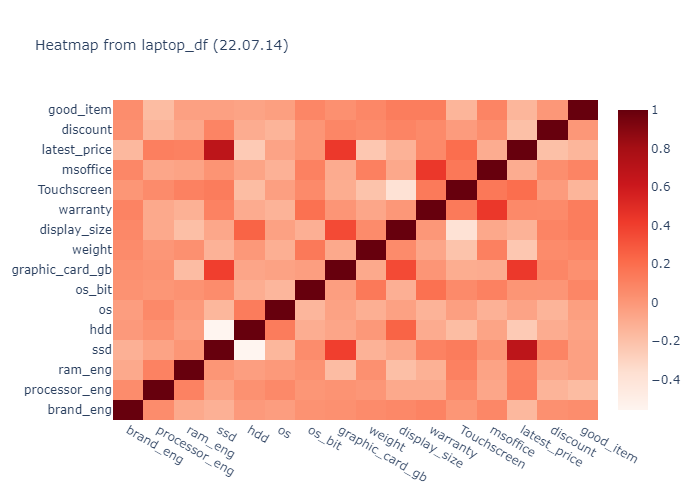 Heatmap from laptop_df (22.07.14)
good_item
discount
latest_price
msoffice
Touchscreen
warranty
display_size
weight
graphic_card_gb
os_bit
os
hdd
ssd
ram_eng
processor_eng
brand_eng
brand_eng
processor_eng
ram_eng
ssd
hdd
os
os_bit
graphic_card_gb
weight
display_size
warranty
Touchscreen
msoffice
latest_price
discount
good_item
1
0.8
0.6
0.4
0.2
0
−0.2
−0.4